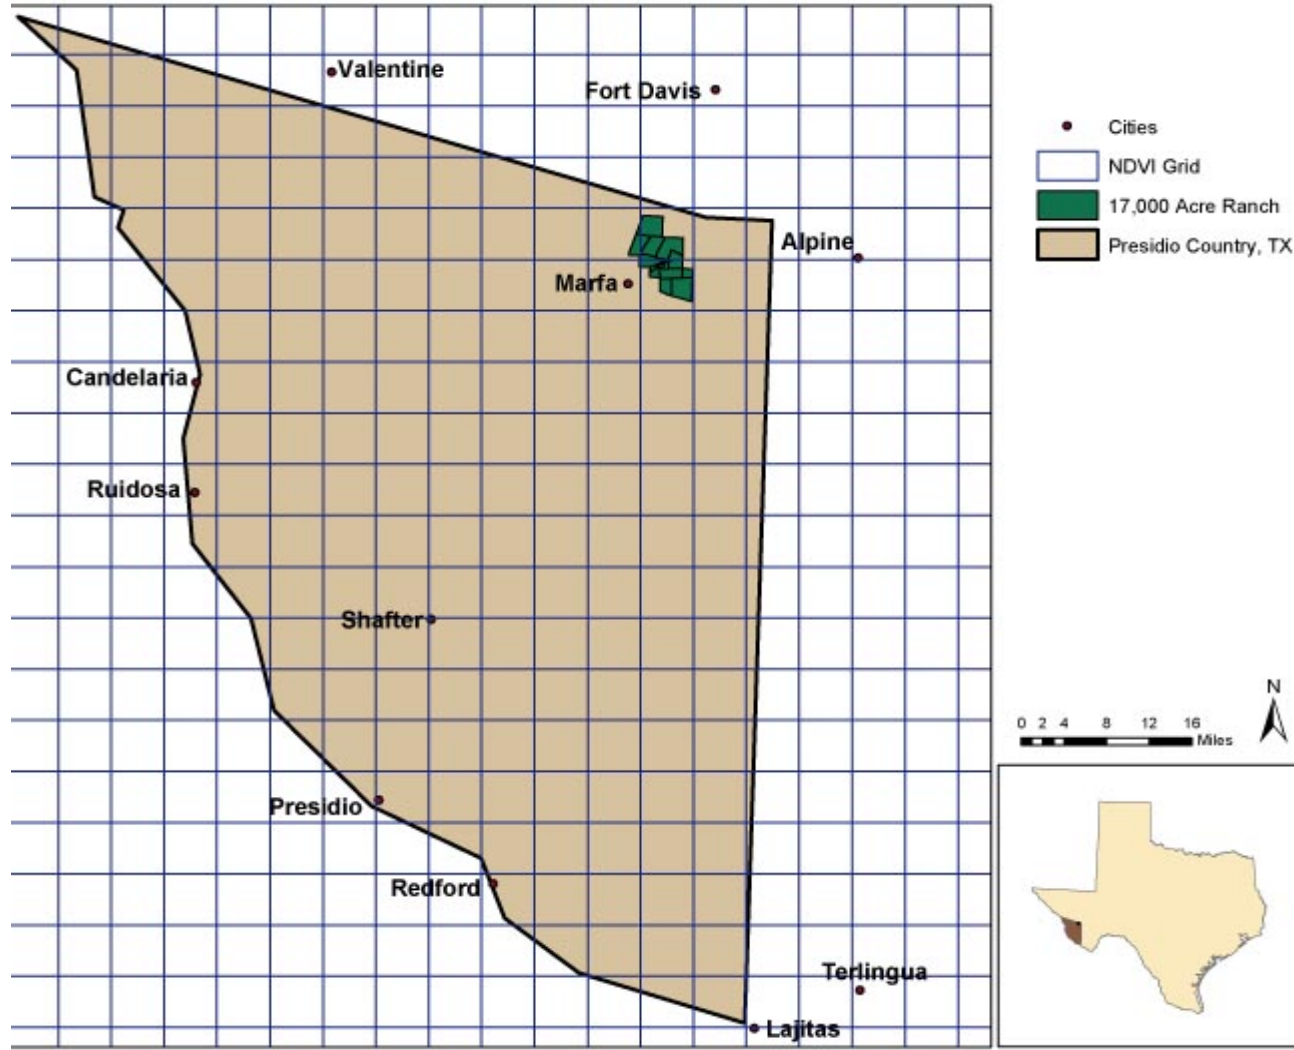 Valentine
Fort Davis
Cities
NDVI Grid
17,000 Acre Ranch
Presidio Country, TX
Alpine
Marfa
Candelaria
Ruidosa
Shafter
N
0 2 4 8 12 16
Miles
Presidio
Redford
Terlingua
Lajitas